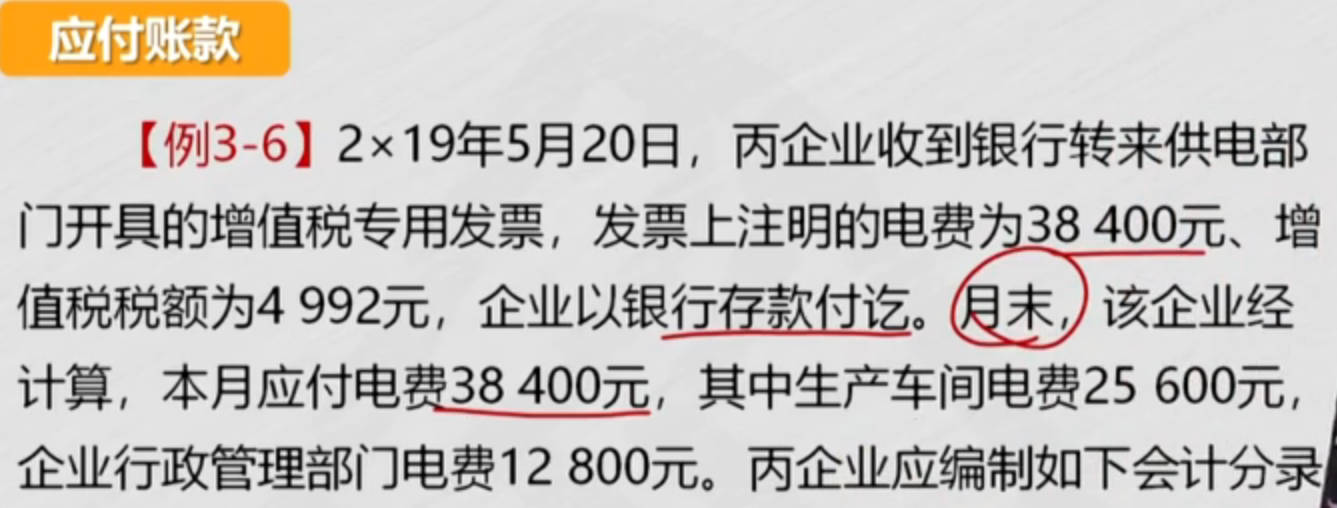 应付账款
【例3-6】2×19年5月20日，丙企业收到银行转来供电部
门开具的增值税专用发票，发票上注明的电费为38 400元、增
值税税额为4 992元，企业以银行存款付讫。月末，该企业经
计算，本月应付电费38 400元，其中生产车间电费25 600元，
企业行政管理部门电费12 800元。丙企业应编制如下会计分录